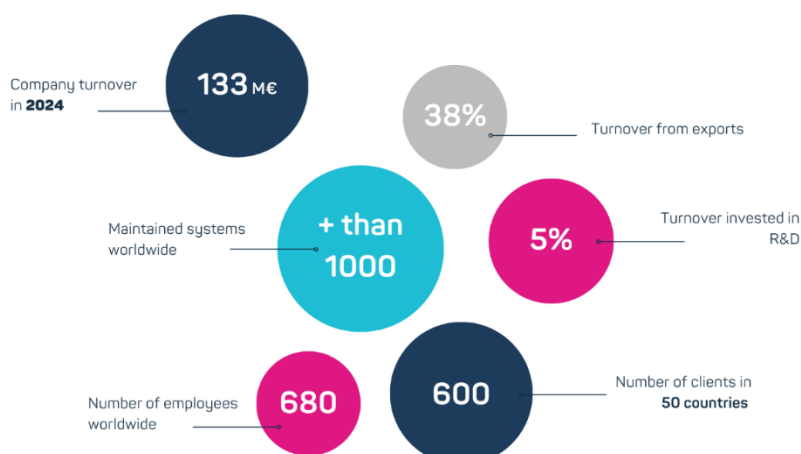 Company turnover
in 2024
133 M€
38%
Turnover from exports
Maintained systems
worldwide
+ than
1000
5%
Turnover invested in
R&D
Number of employees
worldwide
680
600
Number of clients in
50 countries